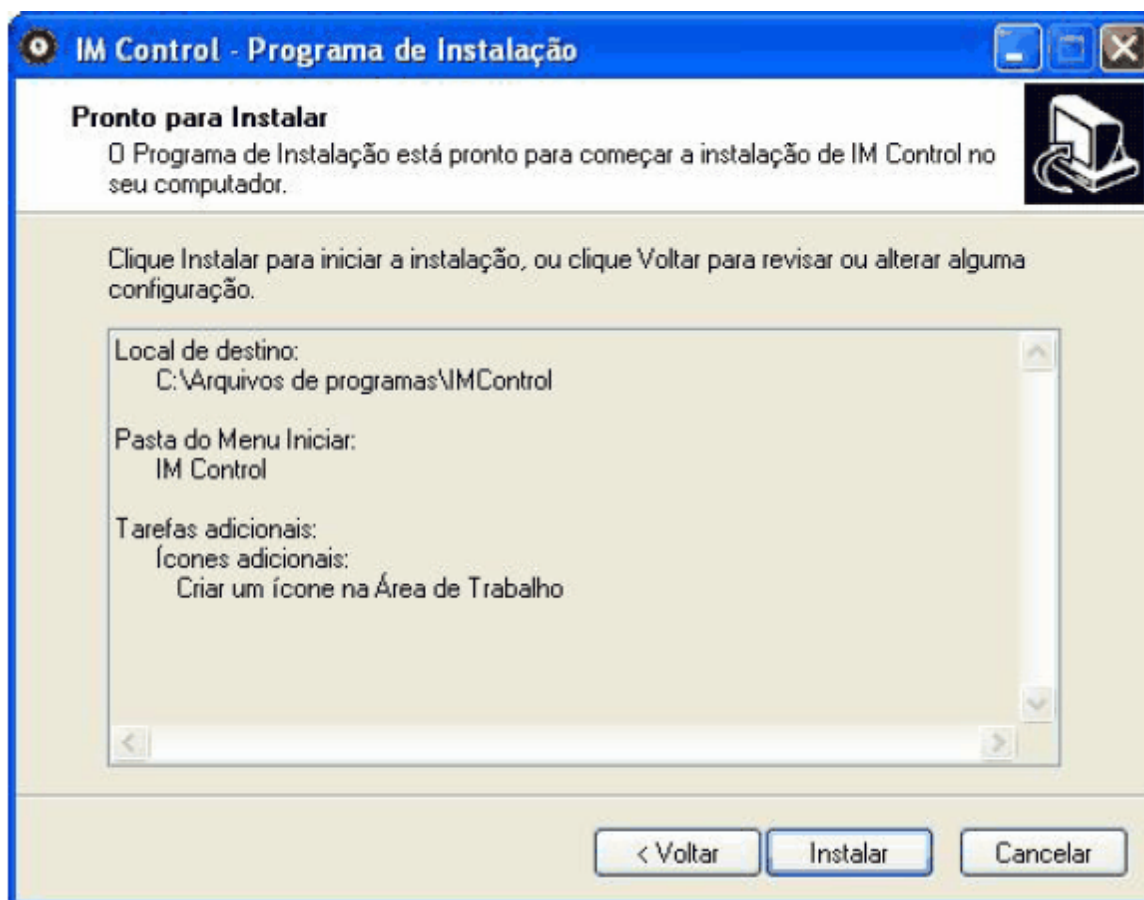 IM Control - Programa de Instalação
Pronto para Instalar
O Programa de Instalação está pronto para começar a instalação de IM Control no
seu computador.
Clique Instalar para iniciar a instalação, ou clique Voltar para revisar ou alterar alguma
configuração.
Local de destino:
C:\Arquivos de programas\IMControl
Pasta do Menu Iniciar:
IM Control
Tarefas adicionais:
Ícones adicionais:
Criar um ícone na Área de Trabalho
< Voltar
Instalar
Cancelar